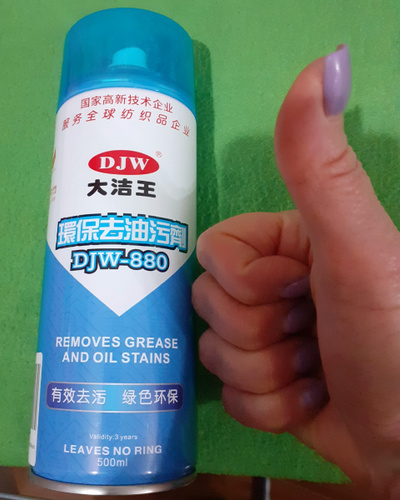 国家高新技术企业
服务全球纺织品企业
DJW®
大洁王
環保去油污劑
DJW-880
REMOVES GREASE
AND OIL STAINS
有效去污 绿色环保
Validity:3 years
LEAVES NO RING
500ml